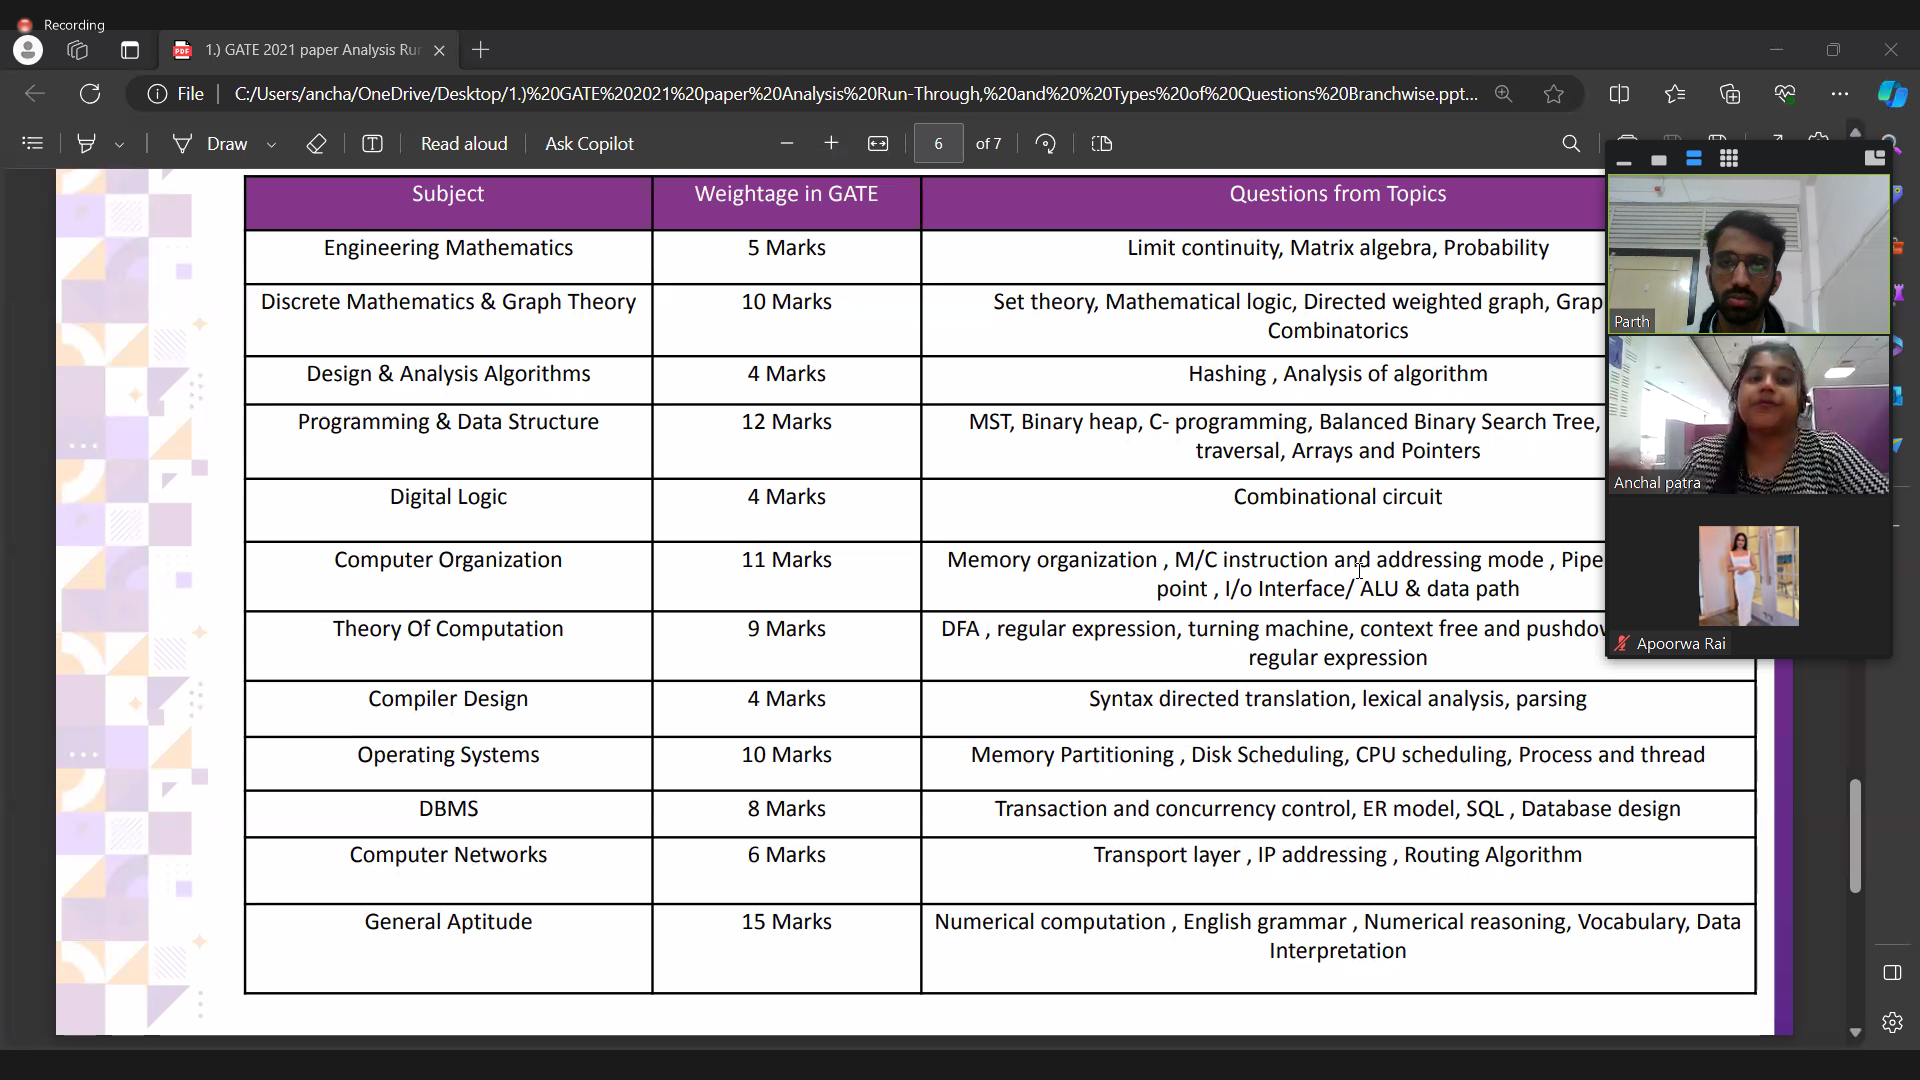 Recording
1.) GATE 2021 paper Analysis Ru
File
C:/Users/ancha/OneDrive/Desktop/1.)%20GATE%202021%20paper%20Analysis%20Run-Through,%20and%20%20Types%20of%20Questions%20Branchwise.ppt...
Draw
Read aloud
Ask Copilot
6 of 7
Subject Weightage in GATE Questions from Topics
Engineering Mathematics 5 Marks Limit continuity, Matrix algebra, Probability
Discrete Mathematics & Graph Theory 10 Marks Set theory, Mathematical logic, Directed weighted graph, Grap
Combinatorics
Design & Analysis Algorithms 4 Marks Hashing , Analysis of algorithm
Programming & Data Structure 12 Marks MST, Binary heap, C- programming, Balanced Binary Search Tree,
traversal, Arrays and Pointers
Digital Logic 4 Marks Combinational circuit
Computer Organization 11 Marks Memory organization , M/C instruction and addressing mode , Pipe
point , I/o Interface/ ALU & data path
Theory Of Computation 9 Marks DFA , regular expression, turning machine, context free and pushdov
regular expression
Compiler Design 4 Marks Syntax directed translation, lexical analysis, parsing
Operating Systems 10 Marks Memory Partitioning , Disk Scheduling, CPU scheduling, Process and thread
DBMS 8 Marks Transaction and concurrency control, ER model, SQL , Database design
Computer Networks 6 Marks Transport layer , IP addressing , Routing Algorithm
General Aptitude 15 Marks Numerical computation , English grammar , Numerical reasoning, Vocabulary, Data
Interpretation
Parth
Anchal patra
Apoorwa Rai